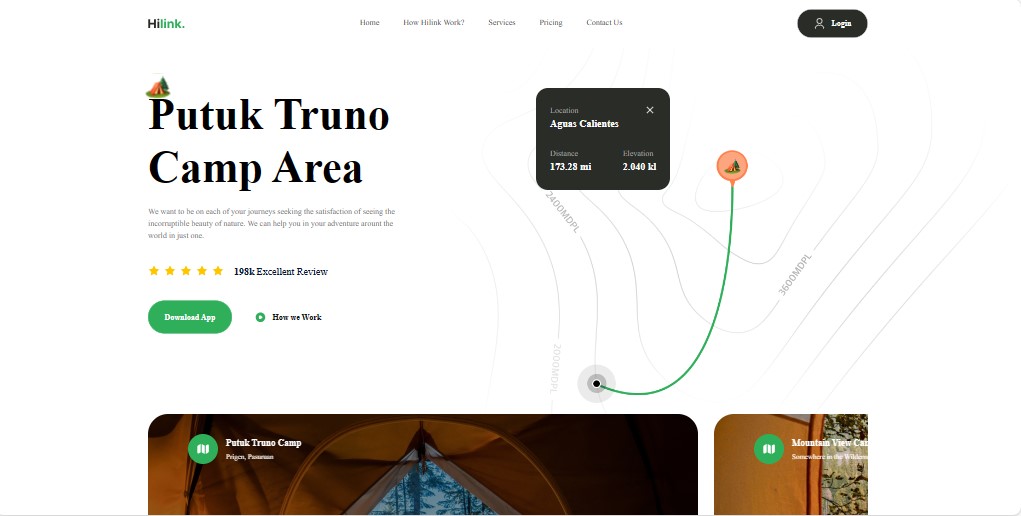 Hilink.
Home
How Hilink Work?
Services
Pricing
Contact Us
Login
Putuk Truno
Camp Area
We want to be on each of your journeys seeking the satisfaction of seeing the
incorruptible beauty of nature. We can help you in your adventure arount the
world in just one.
198k Excellent Review
Download App
How we Work
Location
Aguas Calientes
Distance
Elevation
173.28 mi
2.040 kl
2400MDPL
3600MDPL
2000MDPL
Putuk Truno Camp
Prigen, Pasuruan
Mountain View Ca
Somewhere in the Wilderne